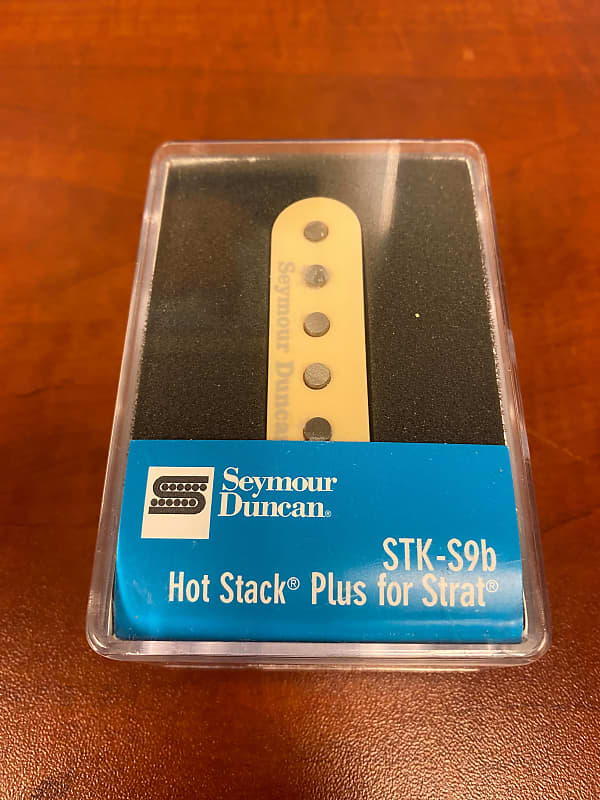 Seymour Duncan
Seymour
Duncan®
STK-S9b
Hot Stack® Plus for Strat®